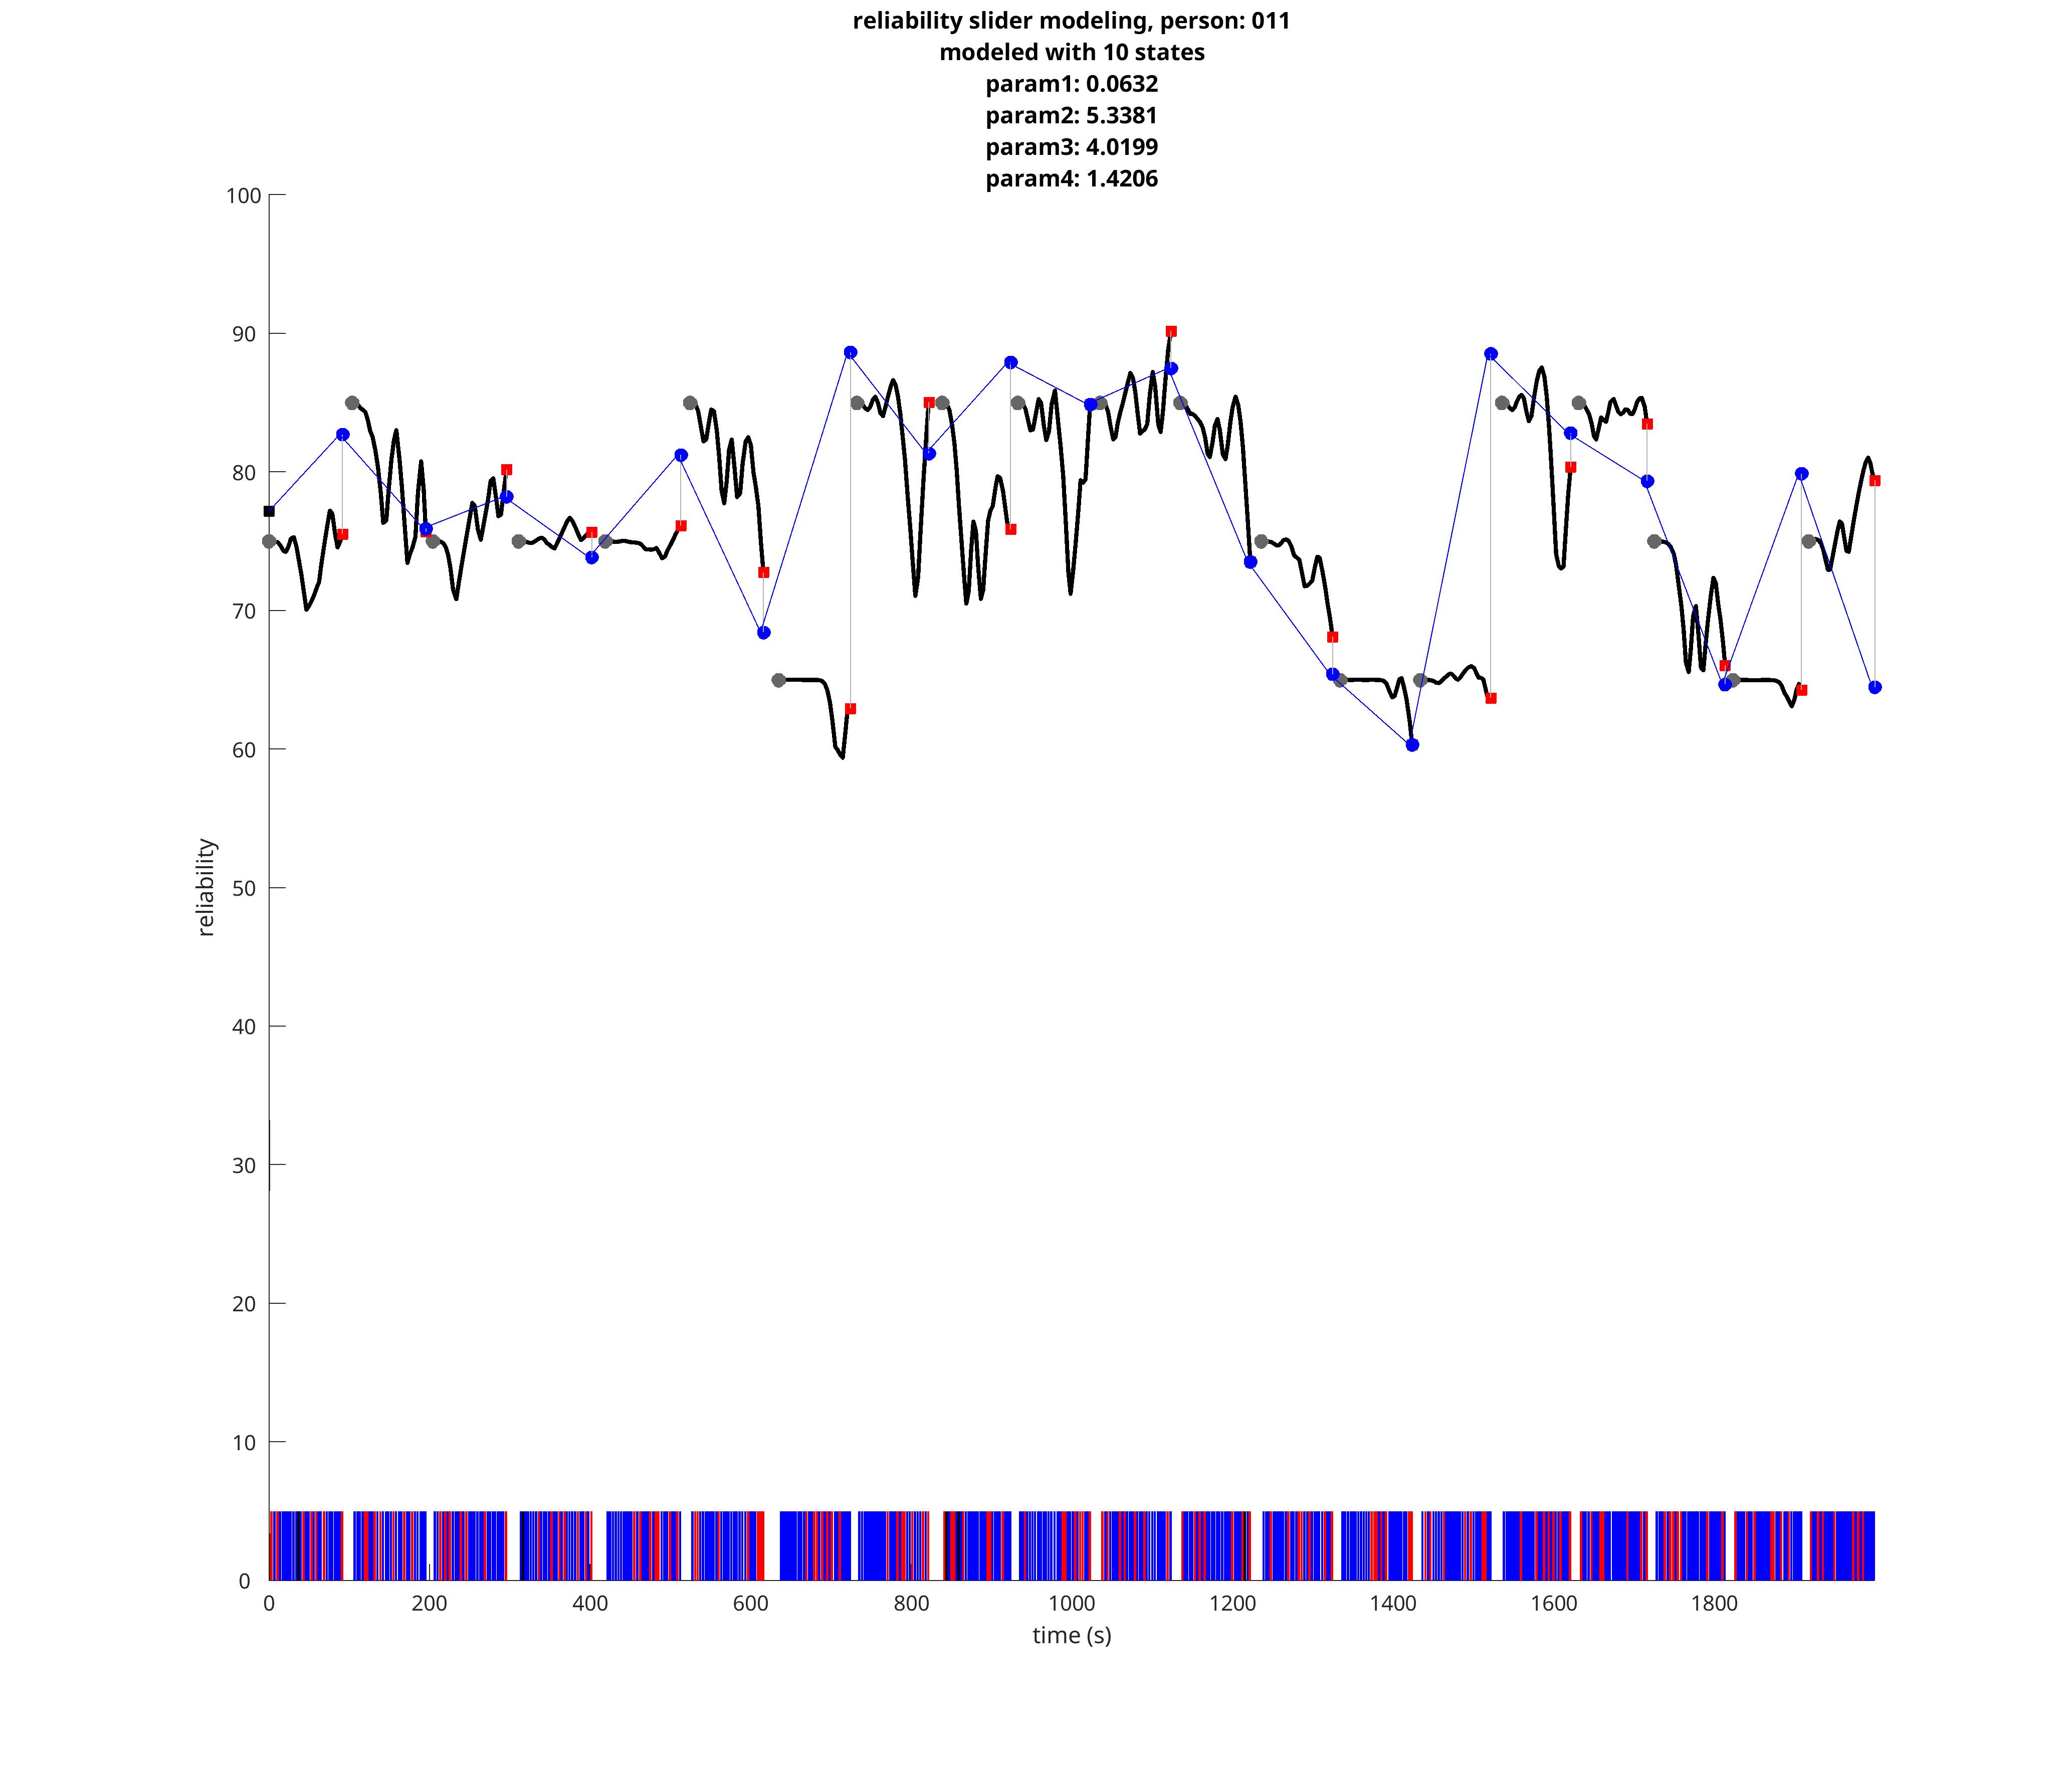 reliability slider modeling, person: 011
modeled with 10 states
param1: 0.0632
param2: 5.3381
param3: 4.0199
param4: 1.4206
100
90
80
70
60
50
40
30
20
10
0
reliability
0 200 400 600 800 1000 1200 1400 1600 1800
time (s)